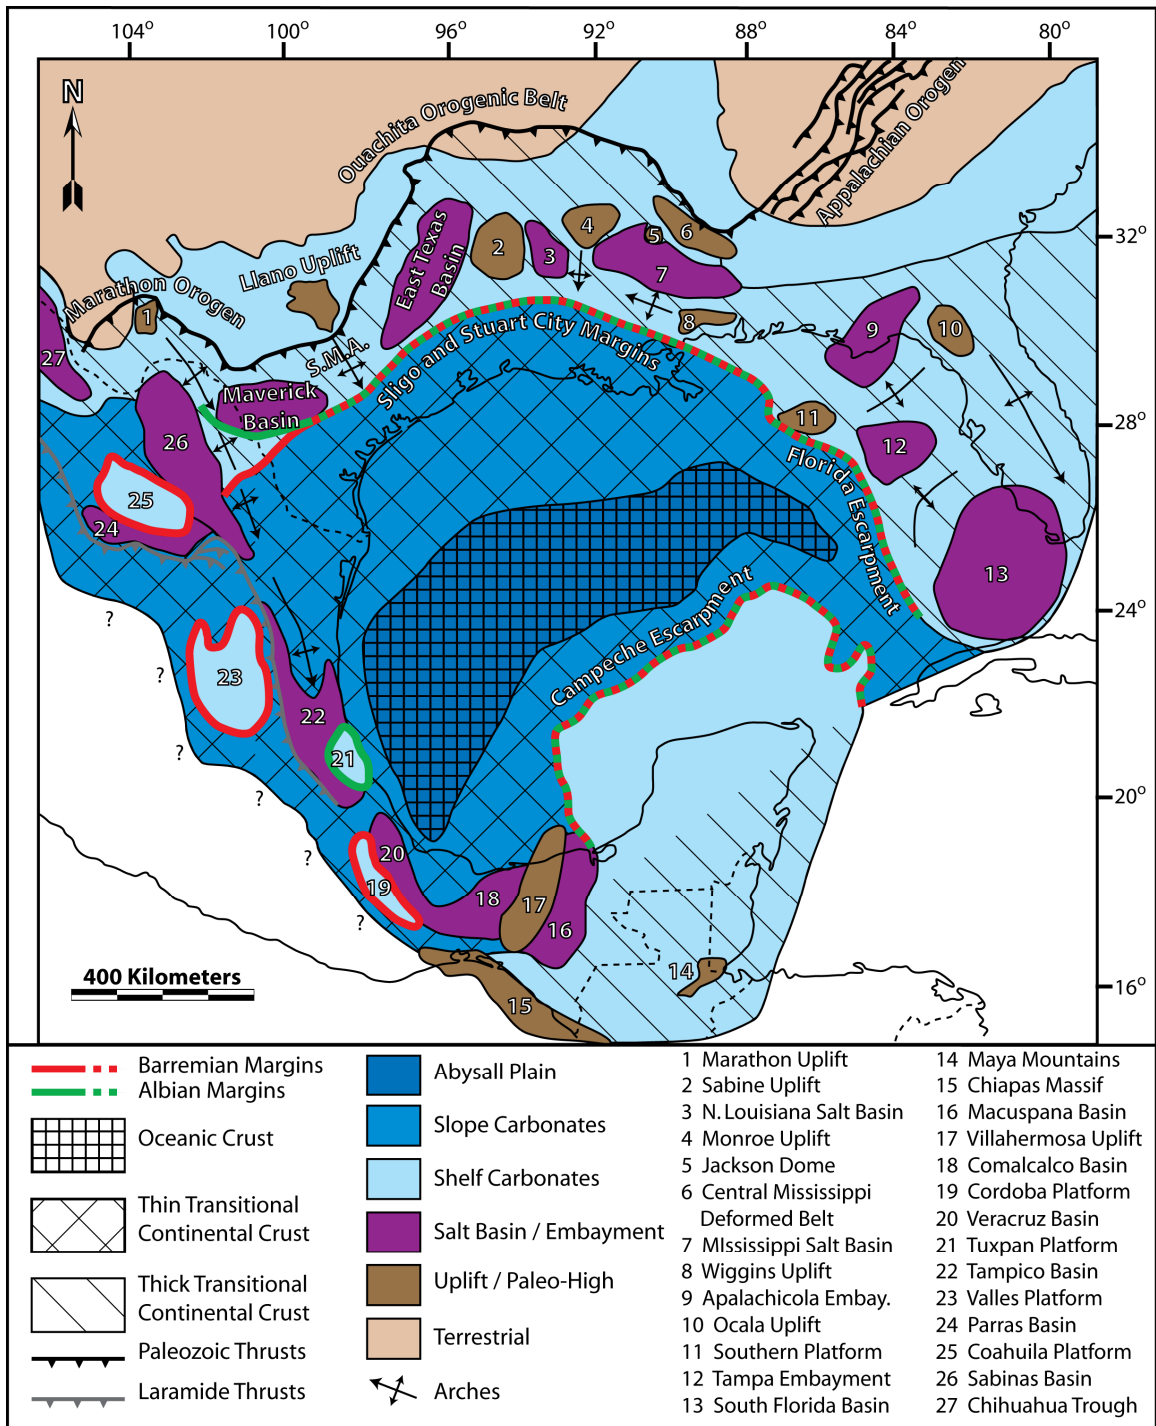 104° 100° 96° 92° 88° 84° 80°
N
Ouachita Orogenic Belt
Appalachian Orogen
32°
Llano Uplift
East Texas
Basin
2
3
4
5
6
7
Marathon Orogen
1
8
9
10
27
S.M.A.
Sligo and Stuart City Margins
Maverick
Basin
28°
26
11
12
25
24
Florida Escarpment
13
24°
Campeche Escarpment
?
?
23
22
?
21
?
20°
?
20
19
18
17
16
?
14
15
16°
400 Kilometers
Barremian Margins
Albian Margins
Oceanic Crust
Thin Transitional
Continental Crust
Thick Transitional
Continental Crust
Paleozoic Thrusts
Laramide Thrusts
Abysall Plain
Slope Carbonates
Shelf Carbonates
Salt Basin / Embayment
Uplift / Paleo-High
Terrestrial
Arches
1 Marathon Uplift
2 Sabine Uplift
3 N. Louisiana Salt Basin
4 Monroe Uplift
5 Jackson Dome
6 Central Mississippi
Deformed Belt
7 MIssissippi Salt Basin
8 Wiggins Uplift
9 Apalachicola Embay.
10 Ocala Uplift
11 Southern Platform
12 Tampa Embayment
13 South Florida Basin
14 Maya Mountains
15 Chiapas Massif
16 Macuspana Basin
17 Villahermosa Uplift
18 Comalcalco Basin
19 Cordoba Platform
20 Veracruz Basin
21 Tuxpan Platform
22 Tampico Basin
23 Valles Platform
24 Parras Basin
25 Coahuila Platform
26 Sabinas Basin
27 Chihuahua Trough